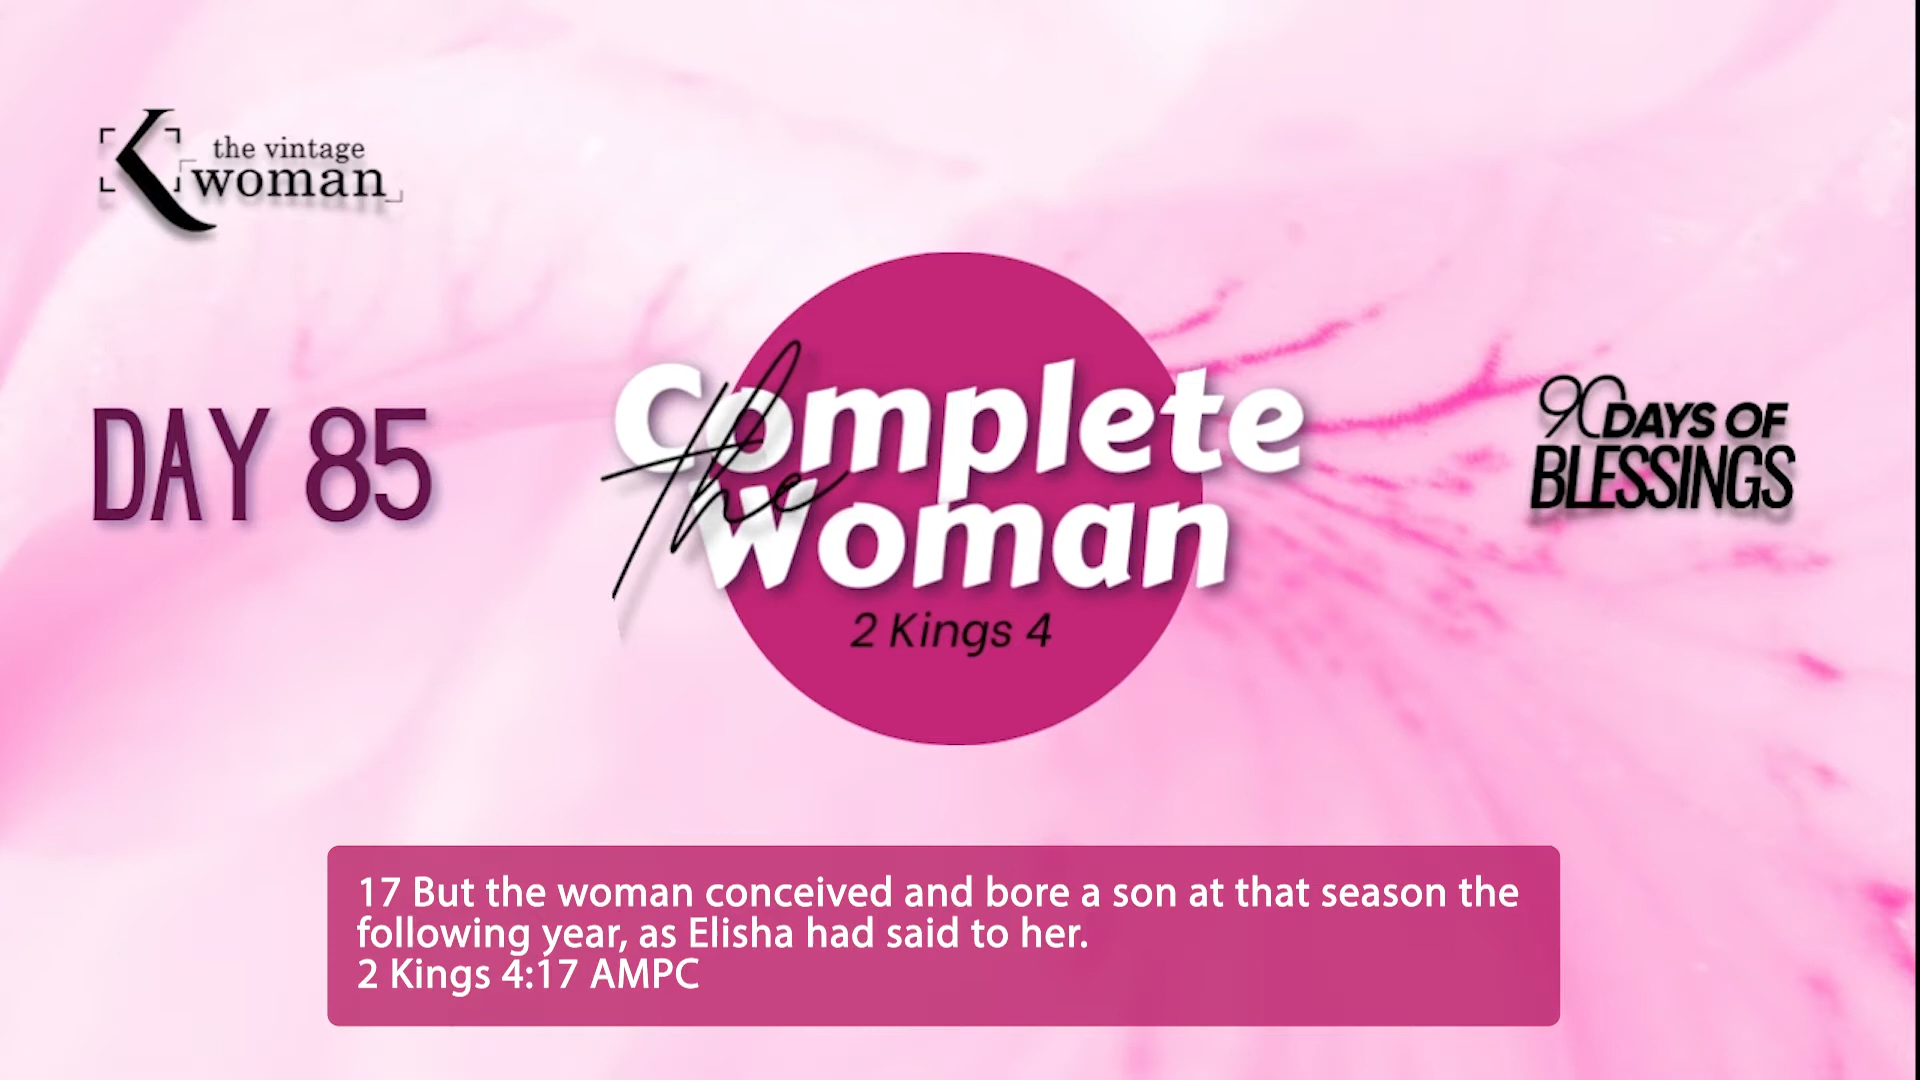 the vintage
woman
DAY 85
the
Complete
Woman
2 Kings 4
90 DAYS OF
BLESSINGS
17 But the woman conceived and bore a son at that season the
following year, as Elisha had said to her.
2 Kings 4:17 AMPC